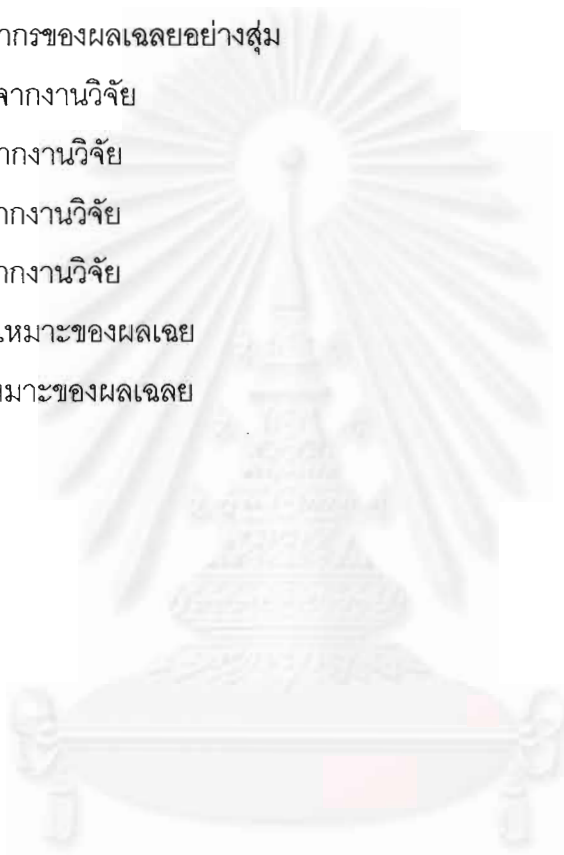 ากรของผลเฉลยอย่างสุ่ม
จากงานวิจัย
ากงานวิจัย
ากงานวิจัย
ากงานวิจัย
เหมาะของผลเฉย
หมาะของผลเฉลย